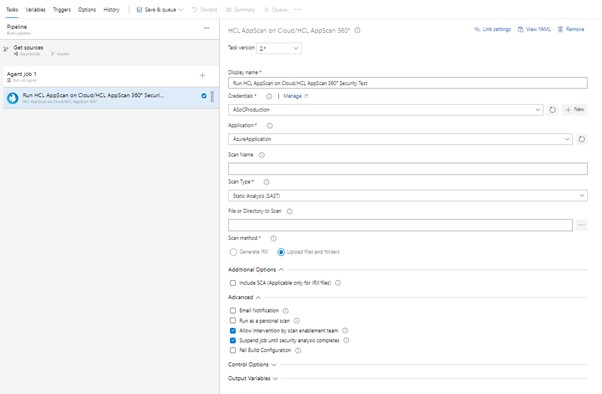 Tasks Variables Triggers Options History Save & queue Discard Summary Queue ...
Pipeline
Build pipeline
Get sources
Agent job 1
Run on agent
Run HCL AppScan on Cloud/HCL AppScan 360° Securi...
HCL AppScan on Cloud/HCL AppScan 360°
HCL AppScan on Cloud/HCL AppScan 360°
Link settings View YAML Remove
Task version 2.*
Display name *
Run HCL AppScan on Cloud/HCL AppScan 360° Security Test
Credentials * | Manage
ASoCProduction
New
Application *
AzureApplication
Scan Name
Scan Type *
Static Analysis (SAST)
File or Directory to Scan
Scan method *
Generate IRX Upload files and folders
Additional Options
Include SCA (Applicable only for IRX files)
Advanced
Email Notification
Run as a personal scan
Allow intervention by scan enablement team
Suspend job until security analysis completes
Fail Build Configuration
Control Options
Output Variables